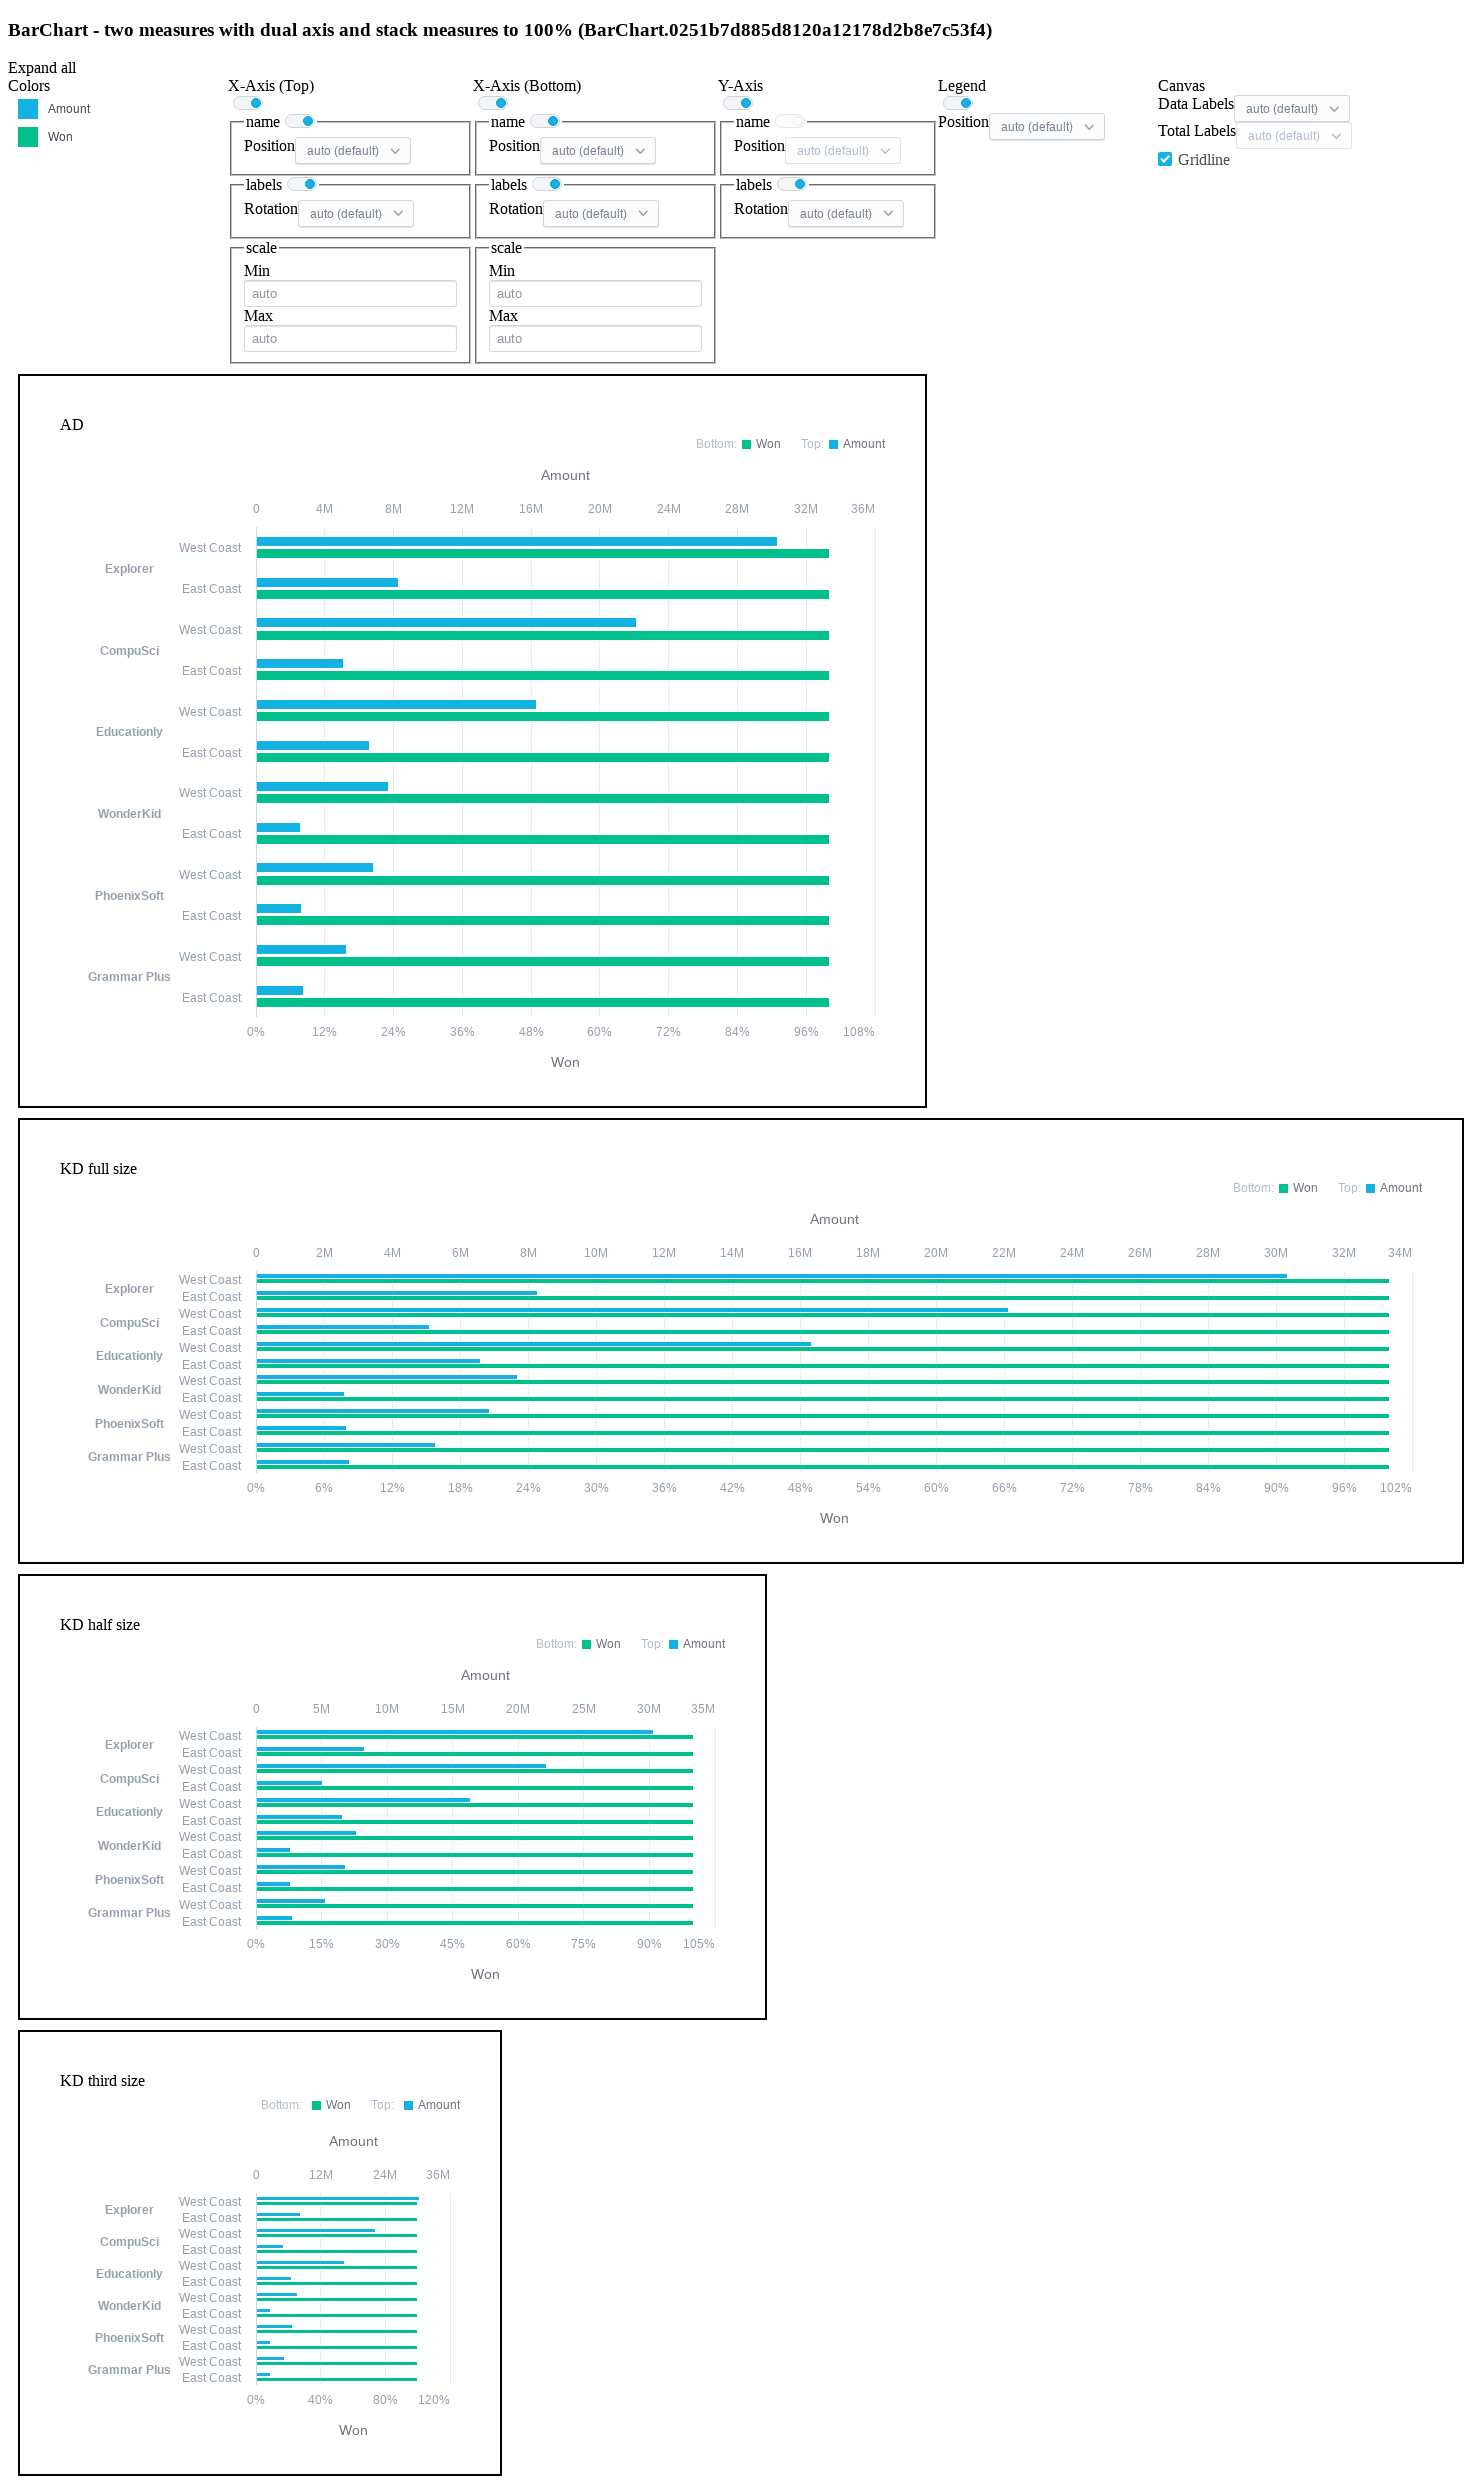 BarChart - two measures with dual axis and stack measures to 100% (BarChart.0251b7d885d8120a12178d2b8e7c53f4)
Expand all
Colors X-Axis (Top) X-Axis (Bottom) Y-Axis Legend Canvas
Amount
Won
name
Position auto (default)
labels
Rotation auto (default)
scale
Min
auto
Max
auto
name
Position auto (default)
labels
Rotation auto (default)
scale
Min
auto
Max
auto
name
Position auto (default)
labels
Rotation auto (default)
Position auto (default)
Data Labels auto (default)
Total Labels auto (default)
Gridline
AD
Bottom: Won Top: Amount
Amount
0 4M 8M 12M 16M 20M 24M 28M 32M 36M
Explorer
West Coast
East Coast
CompuSci
West Coast
East Coast
Educationly
West Coast
East Coast
WonderKid
West Coast
East Coast
PhoenixSoft
West Coast
East Coast
Grammar Plus
West Coast
East Coast
0% 12% 24% 36% 48% 60% 72% 84% 96% 108%
Won
KD full size
Bottom: Won Top: Amount
Amount
0 2M 4M 6M 8M 10M 12M 14M 16M 18M 20M 22M 24M 26M 28M 30M 32M 34M
Explorer
West Coast
East Coast
CompuSci
West Coast
East Coast
Educationly
West Coast
East Coast
WonderKid
West Coast
East Coast
PhoenixSoft
West Coast
East Coast
Grammar Plus
West Coast
East Coast
0% 6% 12% 18% 24% 30% 36% 42% 48% 54% 60% 66% 72% 78% 84% 90% 96% 102%
Won
KD half size
Bottom: Won Top: Amount
Amount
0 5M 10M 15M 20M 25M 30M 35M
Explorer
West Coast
East Coast
CompuSci
West Coast
East Coast
Educationly
West Coast
East Coast
WonderKid
West Coast
East Coast
PhoenixSoft
West Coast
East Coast
Grammar Plus
West Coast
East Coast
0% 15% 30% 45% 60% 75% 90% 105%
Won
KD third size
Bottom: Won Top: Amount
Amount
0 12M 24M 36M
Explorer
West Coast
East Coast
CompuSci
West Coast
East Coast
Educationly
West Coast
East Coast
WonderKid
West Coast
East Coast
PhoenixSoft
West Coast
East Coast
Grammar Plus
West Coast
East Coast
0% 40% 80% 120%
Won